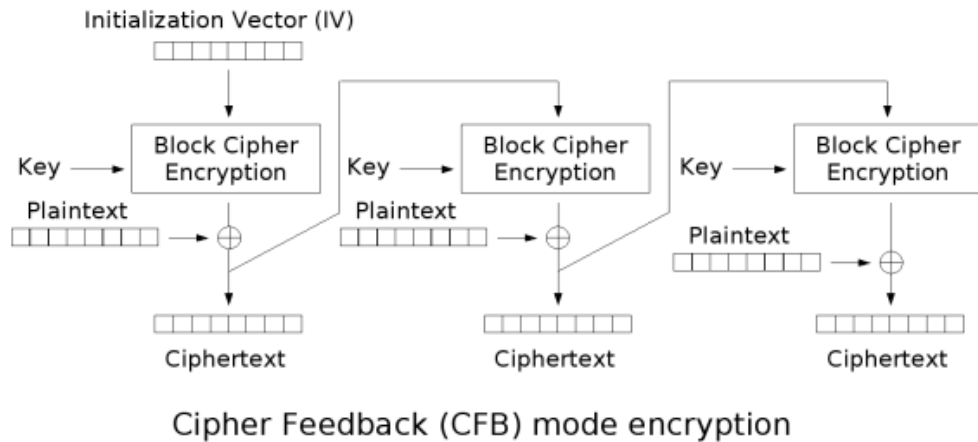 Initialization Vector (IV)
Block Cipher
Encryption
Block Cipher
Encryption
Block Cipher
Encryption
Key
Key
Key
Plaintext
Plaintext
Plaintext
Ciphertext
Ciphertext
Ciphertext
Cipher Feedback (CFB) mode encryption